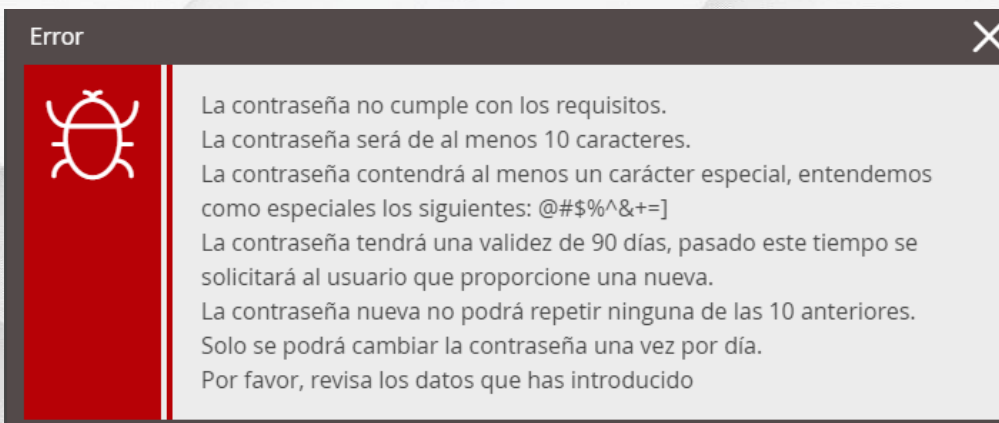 Error
La contraseña no cumple con los requisitos.
La contraseña será de al menos 10 caracteres.
La contraseña contendrá al menos un carácter especial, entendemos
como especiales los siguientes: @#$%^&+=]
La contraseña tendrá una validez de 90 días, pasado este tiempo se
solicitará al usuario que proporcione una nueva.
La contraseña nueva no podrá repetir ninguna de las 10 anteriores.
Solo se podrá cambiar la contraseña una vez por día.
Por favor, revisa los datos que has introducido